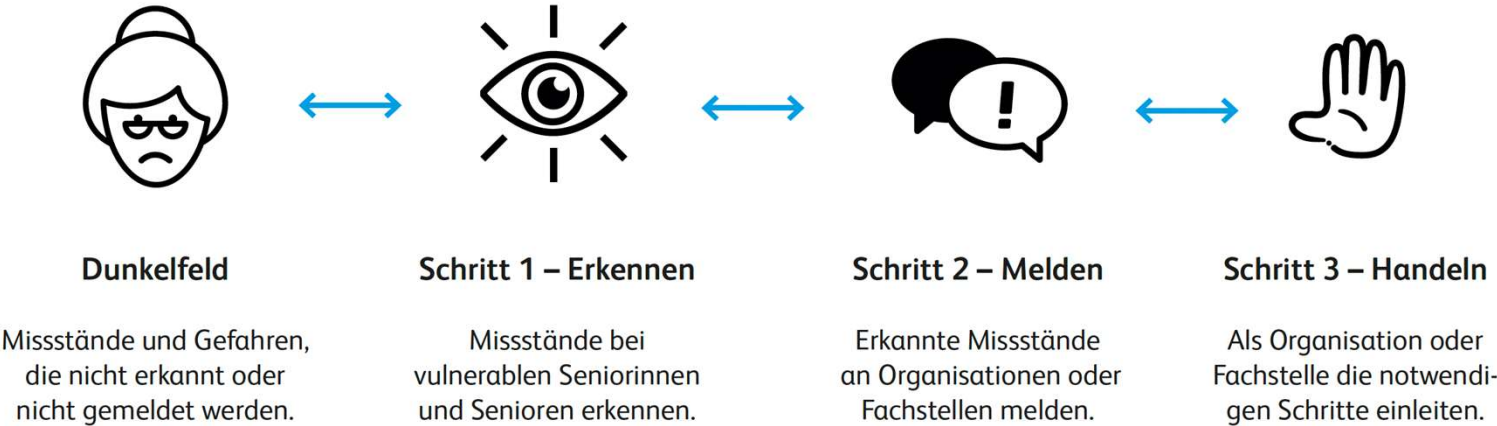 Dunkelfeld
Missstände und Gefahren,
die nicht erkannt oder
nicht gemeldet werden.
Schritt 1 – Erkennen
Missstände bei
vulnerablen Seniorinnen
und Senioren erkennen.
Schritt 2 – Melden
Erkannte Missstände
an Organisationen oder
Fachstellen melden.
Schritt 3 – Handeln
Als Organisation oder
Fachstelle die notwendi-
gen Schritte einleiten.